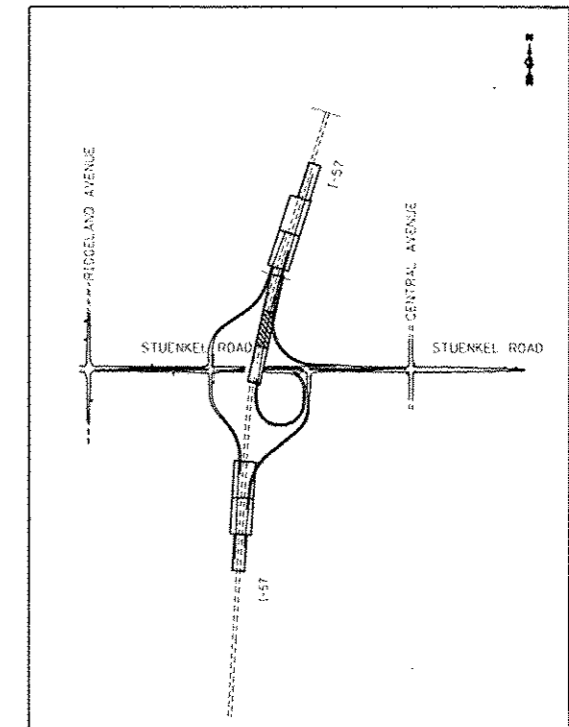 N
I-57
RIDGELAND AVENUE
CENTRAL AVENUE
STUENKEL ROAD
STUENKEL ROAD
I-57